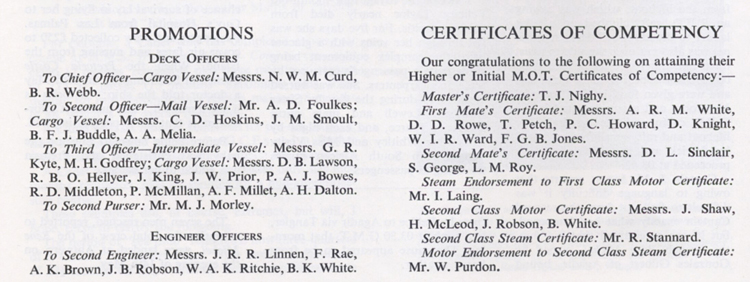 PROMOTIONS
DECK OFFICERS
To Chief Officer—Cargo Vessel: Messrs. N. W. M. Curd,
B. R. Webb.
To Second Officer—Mail Vessel: Mr. A. D. Foulkes;
Cargo Vessel: Messrs. C. D. Hoskins, J. M. Smoult,
B. F. J. Buddle, A. A. Melia.
To Third Officer—Intermediate Vessel: Messrs. G. R.
Kyte, M. H. Godfrey; Cargo Vessel: Messrs. D. B. Lawson,
R. B. O. Hellyer, J. King, J. W. Prior, P. A. J. Bowes,
R. D. Middleton, P. McMillan, A. F. Millet, A. H. Dalton.
To Second Purser: Mr. M. J. Morley.
ENGINEER OFFICERS
To Second Engineer: Messrs. J. R. R. Linnen, F. Rae,
A. K. Brown, J. B. Robson, W. A. K. Ritchie, B. K. White.
CERTIFICATES OF COMPETENCY
Our congratulations to the following on attaining their
Higher or Initial M.O.T. Certificates of Competency:—
Master's Certificate: T. J. Nighy.
First Mate's Certificate: Messrs. A. R. M. White,
D. D. Rowe, T. Petch, P. C. Howard, D. Knight,
W. I. R. Ward, F. G. B. Jones.
Second Mate's Certificate: Messrs. D. L. Sinclair,
S. George, L. M. Roy.
Steam Endorsement to First Class Motor Certificate:
Mr. I. Laing.
Second Class Motor Certificate: Messrs. J. Shaw,
H. McLeod, J. Robson, B. White.
Second Class Steam Certificate: Mr. R. Stannard.
Motor Endorsement to Second Class Steam Certificate:
Mr. W. Purdon.